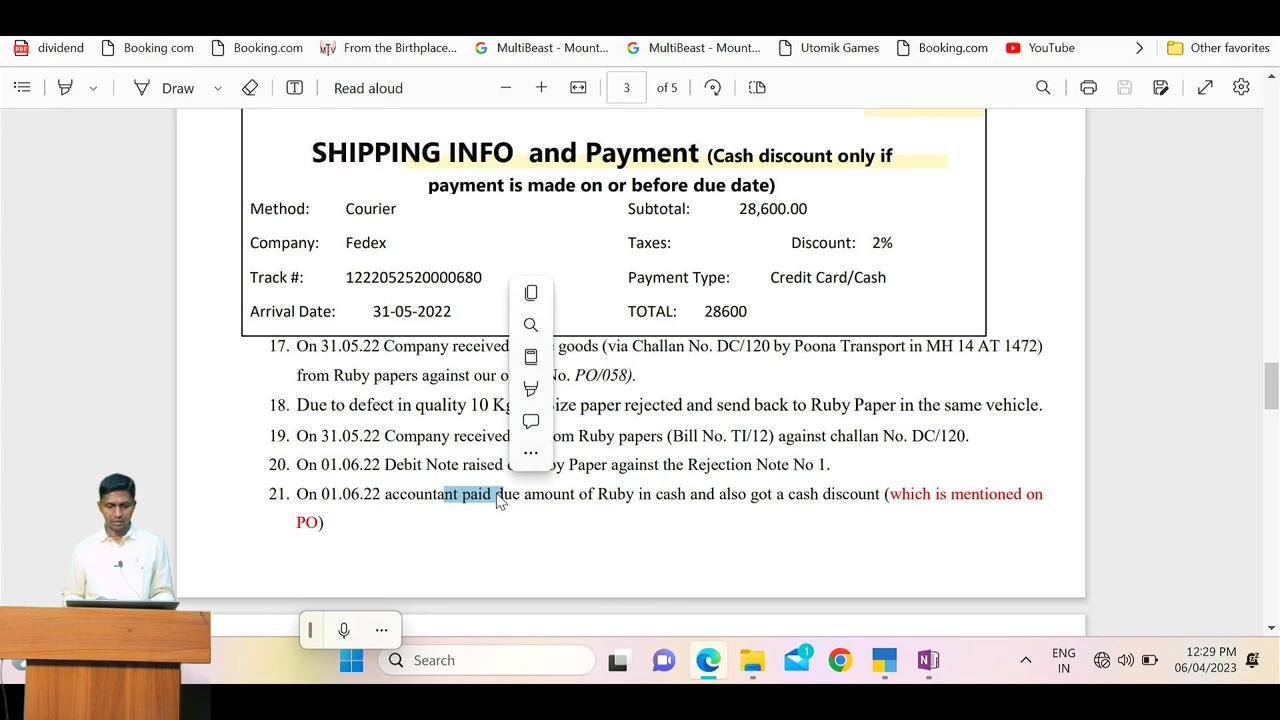 dividend Booking com Booking.com From the Birthplace... MultiBeast - Mount... MultiBeast - Mount... Utomik Games Booking.com YouTube Other favorites
Draw Read aloud 3 of 5
SHIPPING INFO and Payment (Cash discount only if
payment is made on or before due date)
Method: Courier Subtotal: 28,600.00
Company: Fedex Taxes: Discount: 2%
Track #: 1222052520000680 Payment Type: Credit Card/Cash
Arrival Date: 31-05-2022 TOTAL: 28600
17. On 31.05.22 Company received goods (via Challan No. DC/120 by Poona Transport in MH 14 AT 1472)
from Ruby papers against our No. PO/058).
18. Due to defect in quality 10 paper rejected and send back to Ruby Paper in the same vehicle.
19. On 31.05.22 Company received Ruby papers (Bill No. TI/12) against challan No. DC/120.
20. On 01.06.22 Debit Note raised Paper against the Rejection Note No 1.
21. On 01.06.22 accountant paid due amount of Ruby in cash and also got a cash discount (which is mentioned on
PO)
Search 1 ENG 12:29 PM
IN 06/04/2023